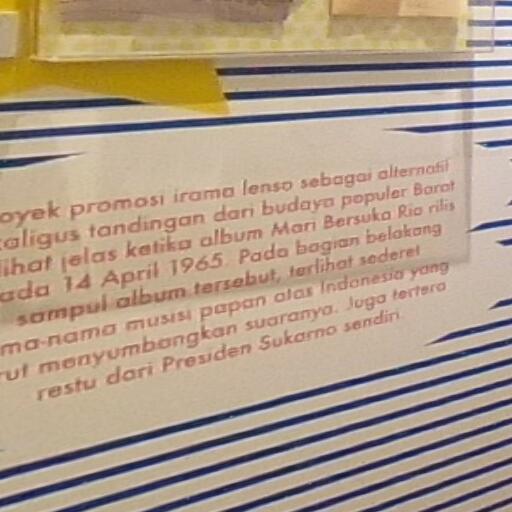 oyek promosi irama lenso sebagai alternatif
kaligus tandingan dari budaya populer Barat
lihat jelas ketika album Mari Bersuka Ria rilis
ada 14 April 1965. Pada bagian belakang
sampul album tersebut, terlihat sederet
ma-nama musisi papan atas Indonesia yang
rut menyumbangkan suaranya. Juga tertera
restu dari Presiden Sukarno sendiri.